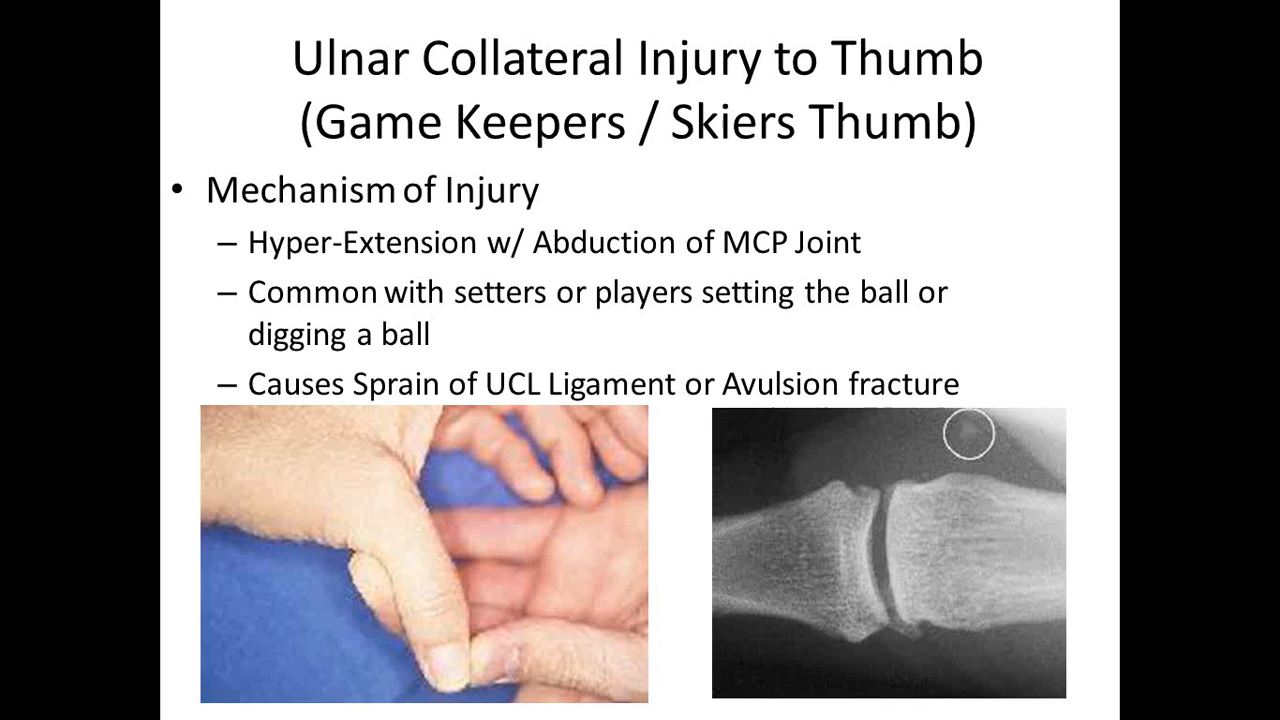 Ulnar Collateral Injury to Thumb
(Game Keepers / Skiers Thumb)
• Mechanism of Injury
– Hyper-Extension w/ Abduction of MCP Joint
– Common with setters or players setting the ball or
digging a ball
– Causes Sprain of UCL Ligament or Avulsion fracture